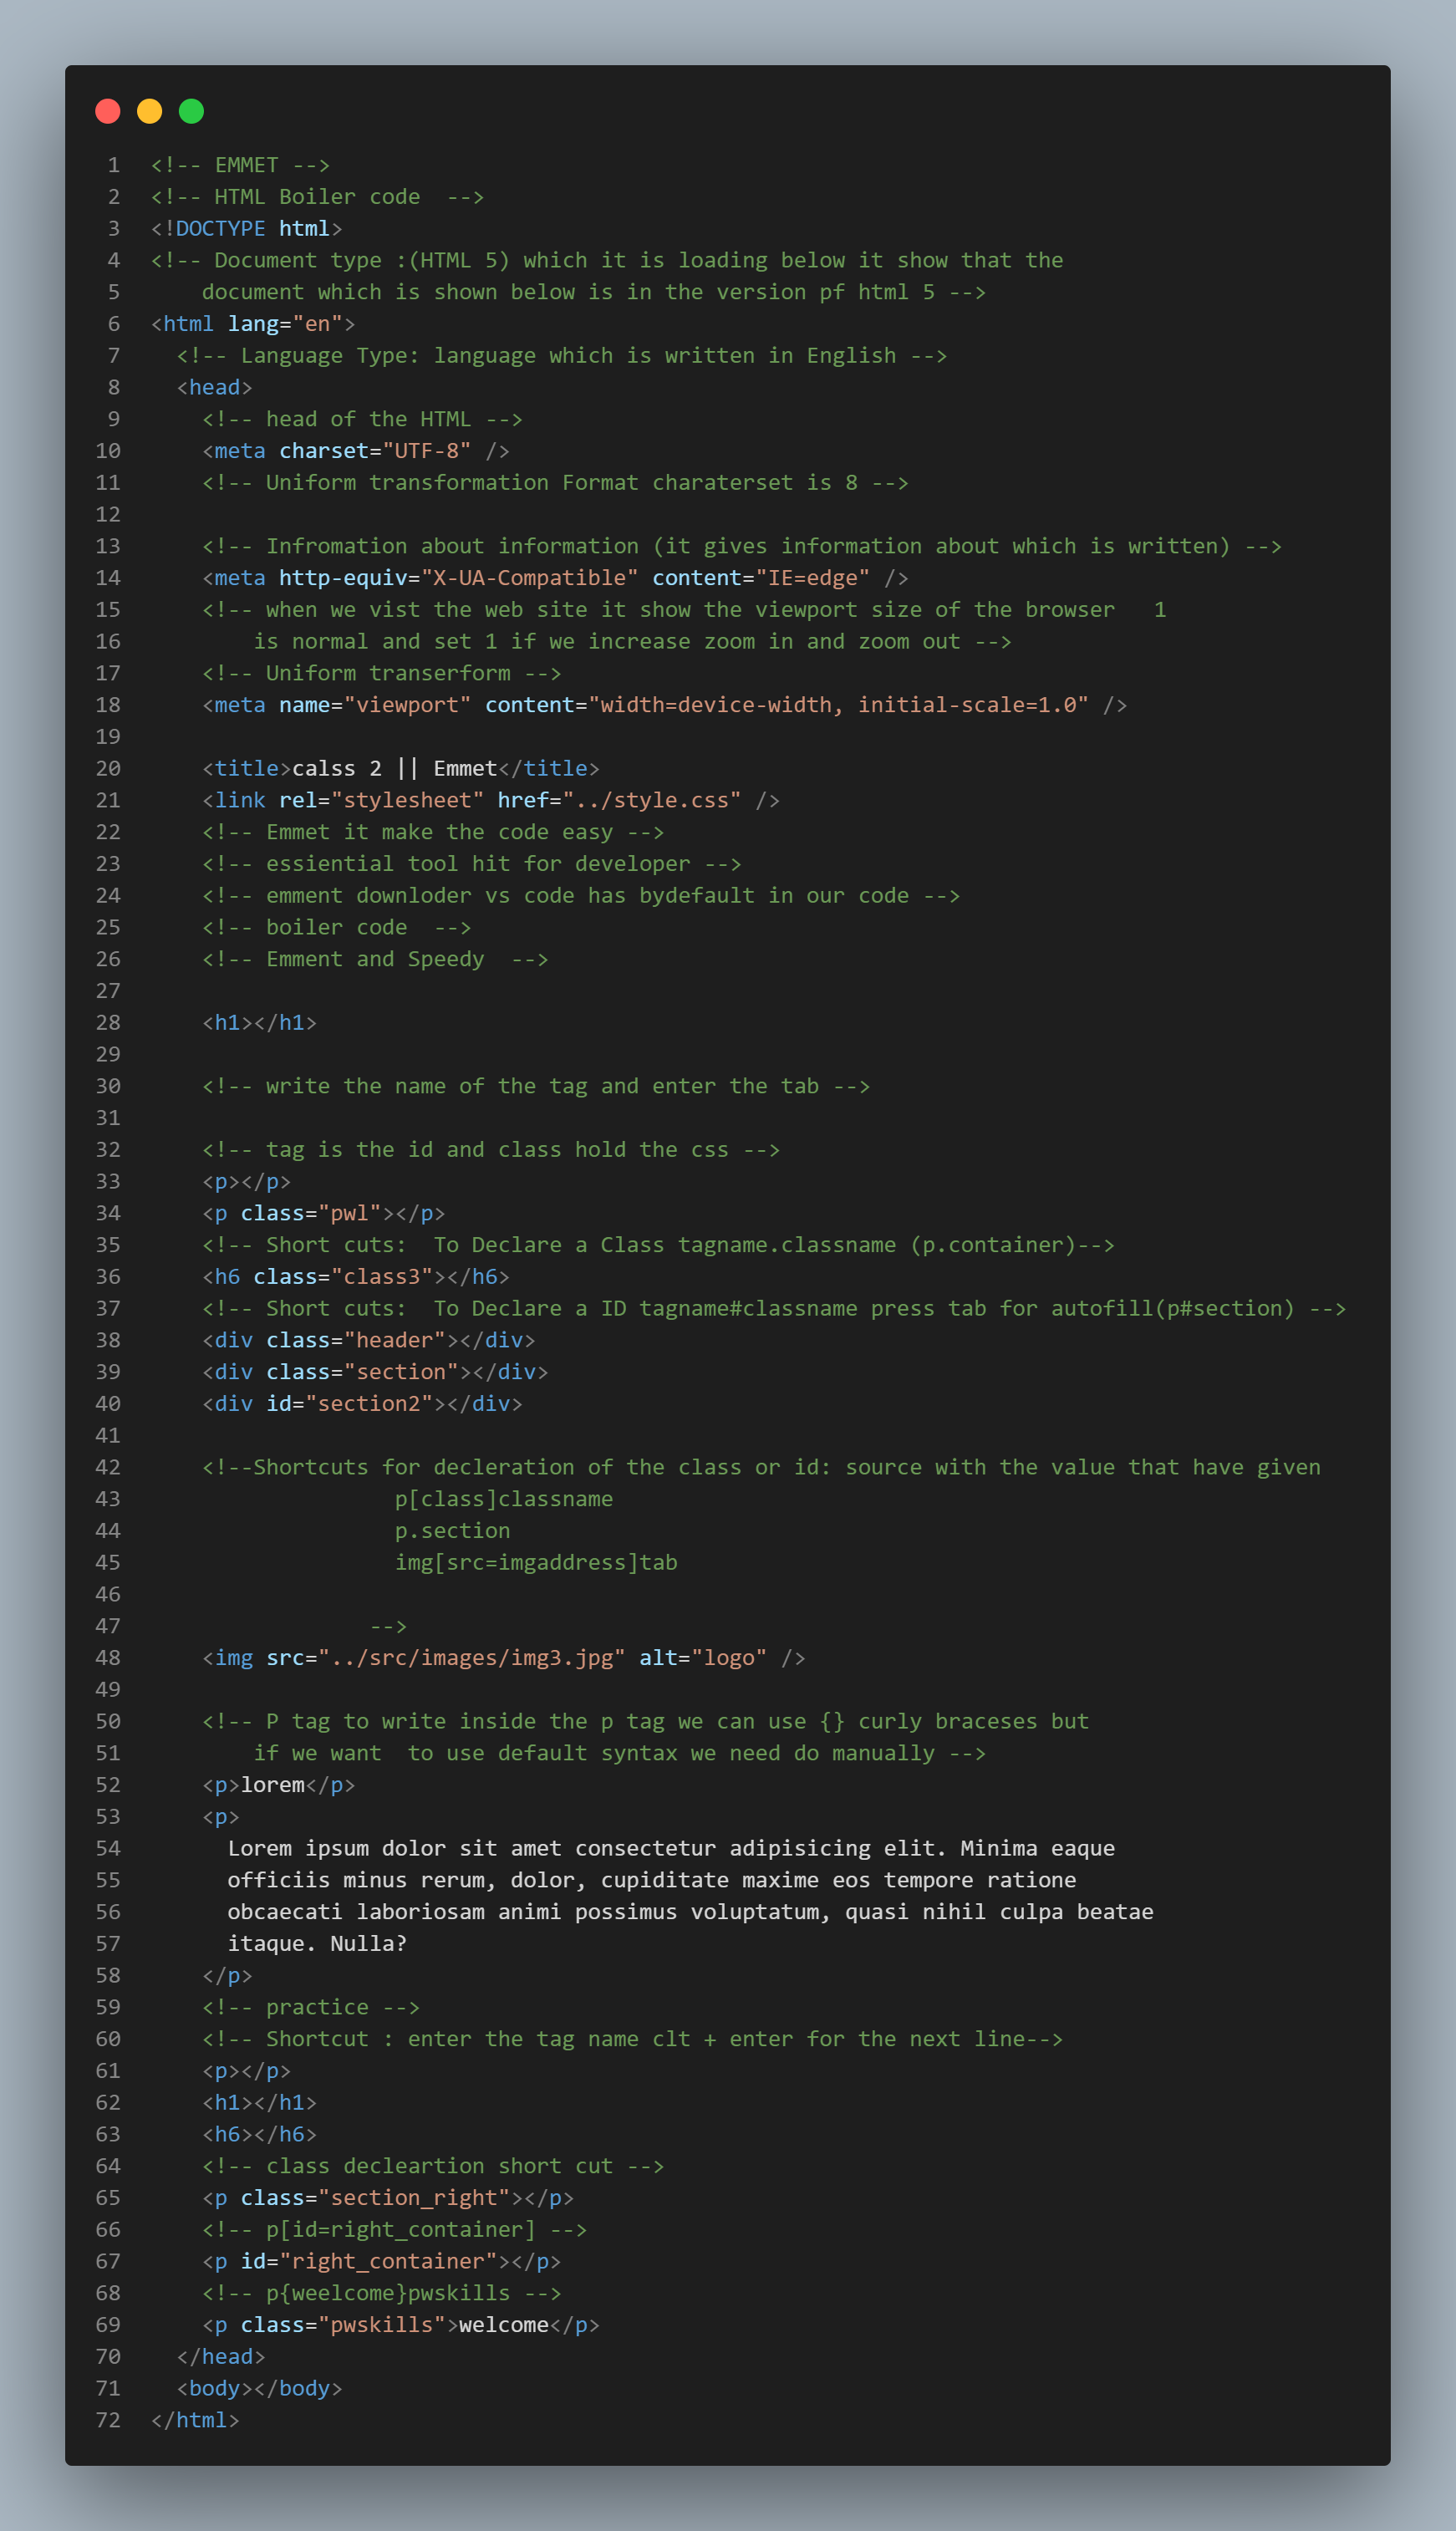 1 <!-- EMMET -->
2 <!-- HTML Boiler code  -->
3 <!DOCTYPE html>
4 <!-- Document type :(HTML 5) which it is loading below it show that the
5     document which is shown below is in the version pf html 5 -->
6 <html lang="en">
7   <!-- Language Type: language which is written in English -->
8   <head>
9     <!-- head of the HTML -->
10     <meta charset="UTF-8" />
11     <!-- Uniform transformation Format charaterset is 8 -->
12
13     <!-- Infromation about information (it gives information about which is written) -->
14     <meta http-equiv="X-UA-Compatible" content="IE=edge" />
15     <!-- when we vist the web site it show the viewport size of the browser   1
16         is normal and set 1 if we increase zoom in and zoom out -->
17     <!-- Uniform transerform -->
18     <meta name="viewport" content="width=device-width, initial-scale=1.0" />
19
20     <title>calss 2 || Emmet</title>
21     <link rel="stylesheet" href="../style.css" />
22     <!-- Emmet it make the code easy -->
23     <!-- essiential tool hit for developer -->
24     <!-- emment downloder vs code has bydefault in our code -->
25     <!-- boiler code  -->
26     <!-- Emment and Speedy  -->
27
28     <h1></h1>
29
30     <!-- write the name of the tag and enter the tab -->
31
32     <!-- tag is the id and class hold the css -->
33     <p></p>
34     <p class="pwl"></p>
35     <!-- Short cuts:  To Declare a Class tagname.classname (p.container)-->
36     <h6 class="class3"></h6>
37     <!-- Short cuts:  To Declare a ID tagname#classname press tab for autofill(p#section) -->
38     <div class="header"></div>
39     <div class="section"></div>
40     <div id="section2"></div>
41
42     <!--Shortcuts for decleration of the class or id: source with the value that have given
43                    p[class]classname
44                    p.section
45                    img[src=imgaddress]tab
46
47                  -->
48     <img src="../src/images/img3.jpg" alt="logo" />
49
50     <!-- P tag to write inside the p tag we can use {} curly braceses but
51         if we want  to use default syntax we need do manually -->
52     <p>lorem</p>
53     <p>
54       Lorem ipsum dolor sit amet consectetur adipisicing elit. Minima eaque
55       officiis minus rerum, dolor, cupiditate maxime eos tempore ratione
56       obcaecati laboriosam animi possimus voluptatum, quasi nihil culpa beatae
57       itaque. Nulla?
58     </p>
59     <!-- practice -->
60     <!-- Shortcut : enter the tag name clt + enter for the next line-->
61     <p></p>
62     <h1></h1>
63     <h6></h6>
64     <!-- class decleartion short cut -->
65     <p class="section_right"></p>
66     <!-- p[id=right_container] -->
67     <p id="right_container"></p>
68     <!-- p{weelcome}pwskills -->
69     <p class="pwskills">welcome</p>
70   </head>
71   <body></body>
72 </html>